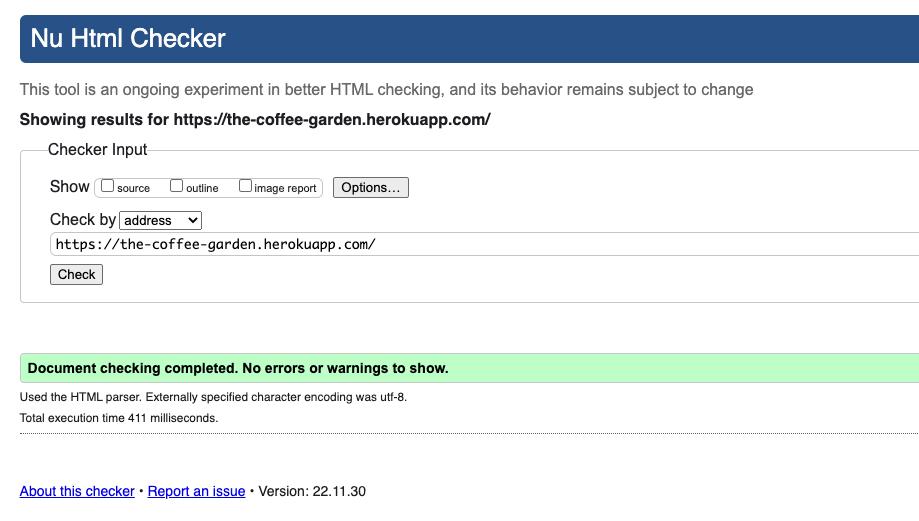 Nu Html Checker
This tool is an ongoing experiment in better HTML checking, and its behavior remains subject to change
Showing results for https://the-coffee-garden.herokuapp.com/
Checker Input
Show source outline image report Options...
Check by address
https://the-coffee-garden.herokuapp.com/
Check
Document checking completed. No errors or warnings to show.
Used the HTML parser. Externally specified character encoding was utf-8.
Total execution time 411 milliseconds.
About this checker • Report an issue • Version: 22.11.30